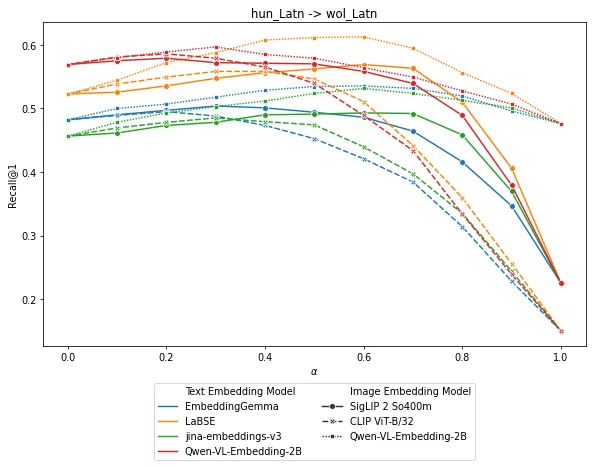 hun_Latn -> wol_Latn
Recall@1
0.6
0.5
0.4
0.3
0.2
0.0 0.2 0.4 0.6 0.8 1.0
α
Text Embedding Model
EmbeddingGemma
LaBSE
jina-embeddings-v3
Qwen-VL-Embedding-2B
Image Embedding Model
SigLIP 2 So400m
CLIP ViT-B/32
Qwen-VL-Embedding-2B